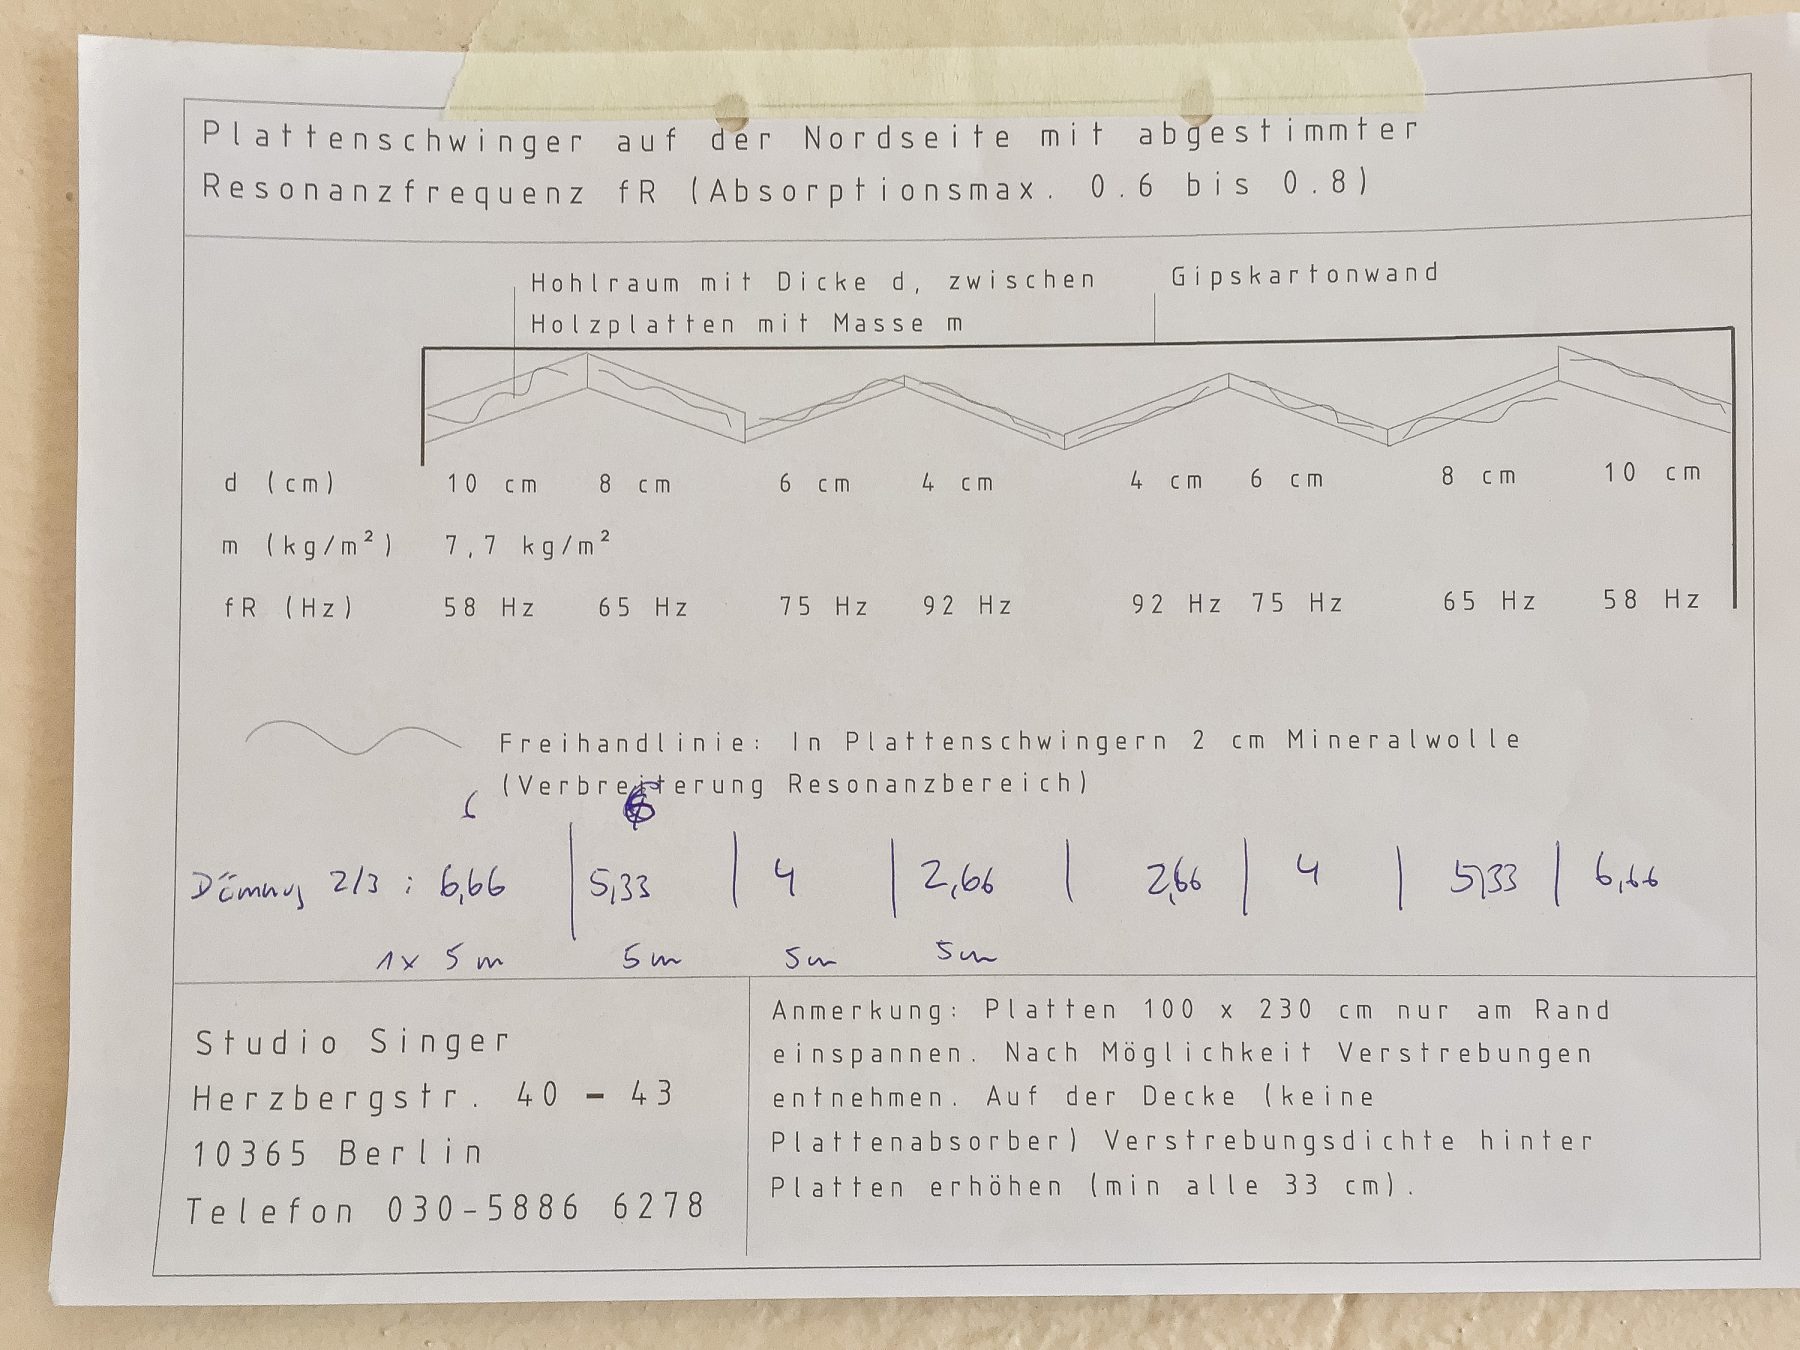 Plattenschwinger auf der Nordseite mit abgestimmter
Resonanzfrequenz fR (Absorptionsmax. 0.6 bis 0.8)
Hohlraum mit Dicke d, zwischen
Holzplatten mit Masse m
Gipskartonwand
d (cm) 10 cm 8 cm 6 cm 4 cm 4 cm 6 cm 8 cm 10 cm
m (kg/m²) 7,7 kg/m²
fR (Hz) 58 Hz 65 Hz 75 Hz 92 Hz 92 Hz 75 Hz 65 Hz 58 Hz
Freihandlinie: In Plattenschwingern 2 cm Mineralwolle
(Verbreiterung Resonanzbereich)
2/3 : 6,66 | 5,33 | 4 | 2,66 | 2,66 | 4 | 5,33 | 6,66
1x 5 m 5 m 5 m 5 m
Studio Singer
Herzbergstr. 40 - 43
10365 Berlin
Telefon 030-5886 6278
Anmerkung: Platten 100 x 230 cm nur am Rand
einspannen. Nach Möglichkeit Verstrebungen
entnehmen. Auf der Decke (keine
Plattenabsorber) Verstrebungsdichte hinter
Platten erhöhen (min alle 33 cm).